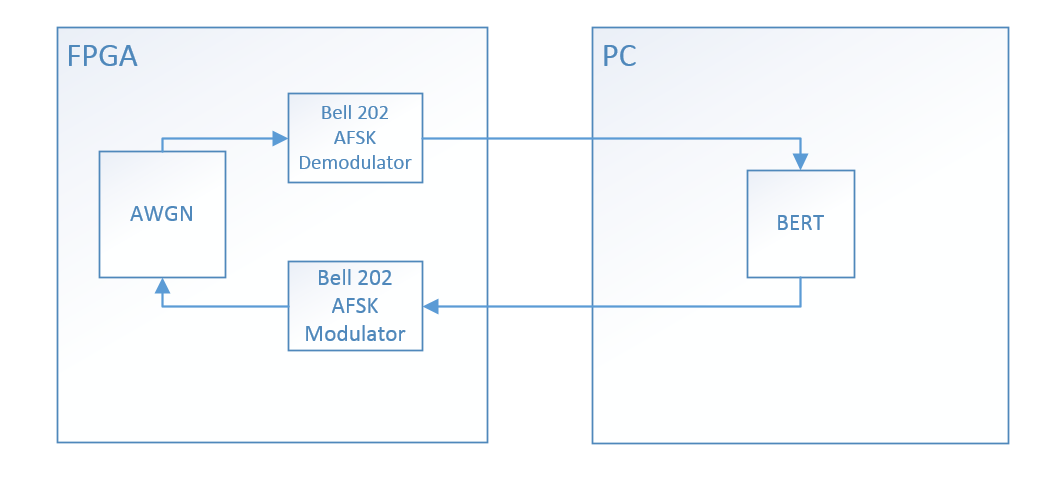 FPGA
PC
Bell 202
AFSK
Demodulator
AWGN
BERT
Bell 202
AFSK
Modulator